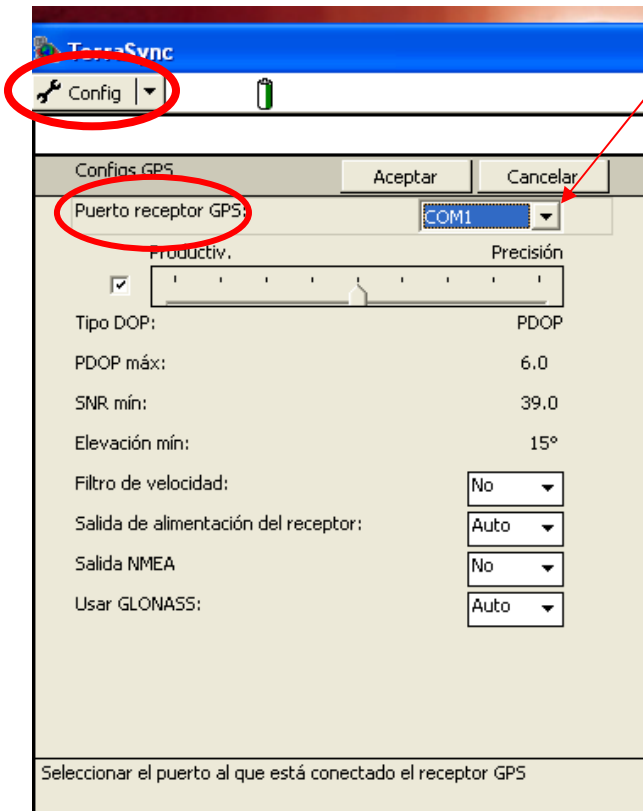 TerraSync
Config
Configs GPS Aceptar Cancelar
Puerto receptor GPS: COM1
Productiv. Precisión
Tipo DOP: PDOP
PDOP máx: 6.0
SNR mín: 39.0
Elevación mín: 15°
Filtro de velocidad: No
Salida de alimentación del receptor: Auto
Salida NMEA No
Usar GLONASS: Auto
Seleccionar el puerto al que está conectado el receptor GPS